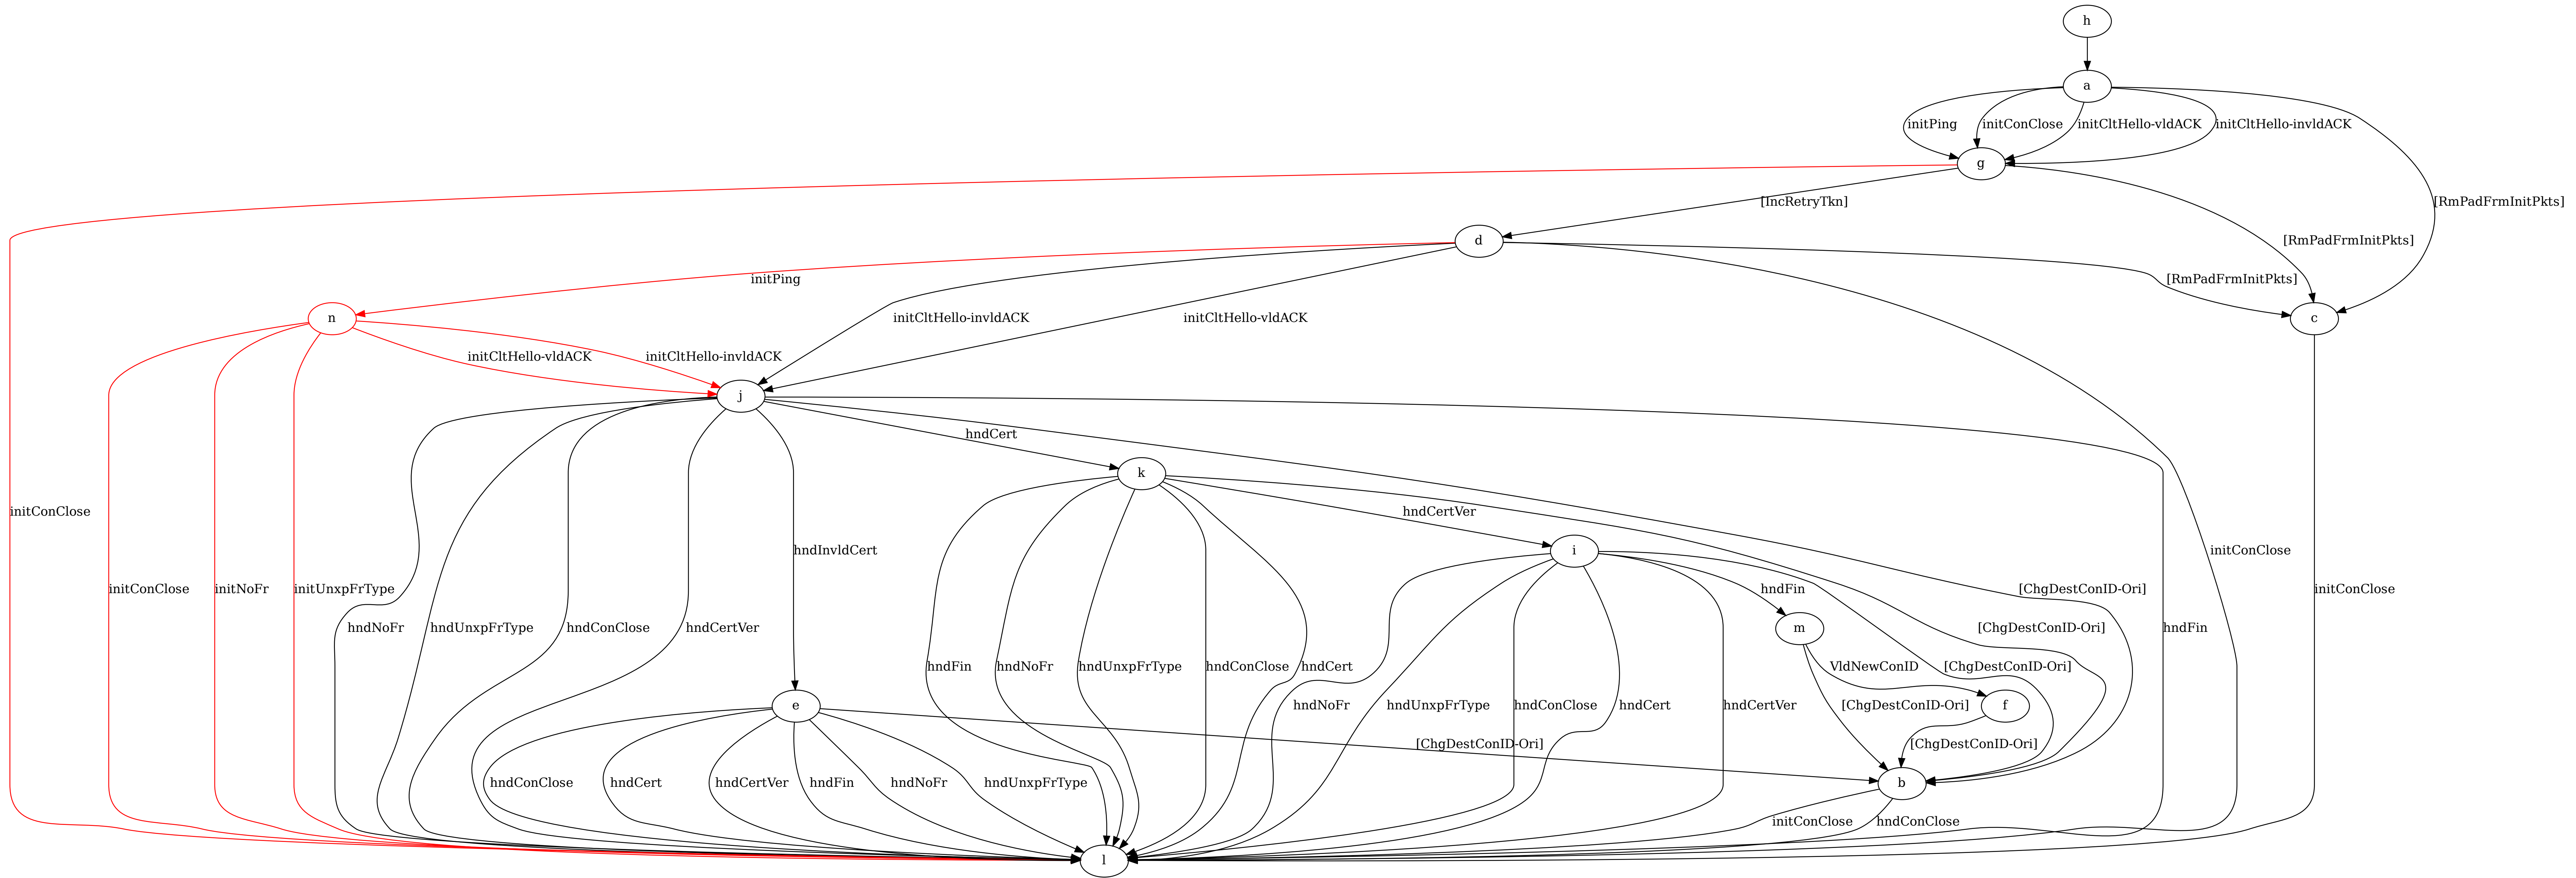 h
a
initPing
initConClose
initCltHello-vldACK
initCltHello-invldACK
g
[IncRetryTkn]
[RmPadFrmInitPkts]
d
[RmPadFrmInitPkts]
initPing
[RmPadFrmInitPkts]
n
initCltHello-invldACK
initCltHello-vldACK
c
initCltHello-vldACK
initCltHello-invldACK
j
hndCert
k
initConClose
hndCertVer
hndInvldCert
i
initConClose
initConClose
initNoFr
initUnxpFrType
hndFin
[ChgDestConID-Ori]
initConClose
hndNoFr
hndUnxpFrType
hndConClose
hndCertVer
m
[ChgDestConID-Ori]
hndFin
hndFin
hndNoFr
hndUnxpFrType
hndConClose
hndCert
VldNewConID
[ChgDestConID-Ori]
e
hndNoFr
hndUnxpFrType
hndConClose
hndCert
hndCertVer
[ChgDestConID-Ori]
f
[ChgDestConID-Ori]
[ChgDestConID-Ori]
hndConClose
hndCert
hndCertVer
hndFin
hndNoFr
hndUnxpFrType
b
initConClose
hndConClose
l